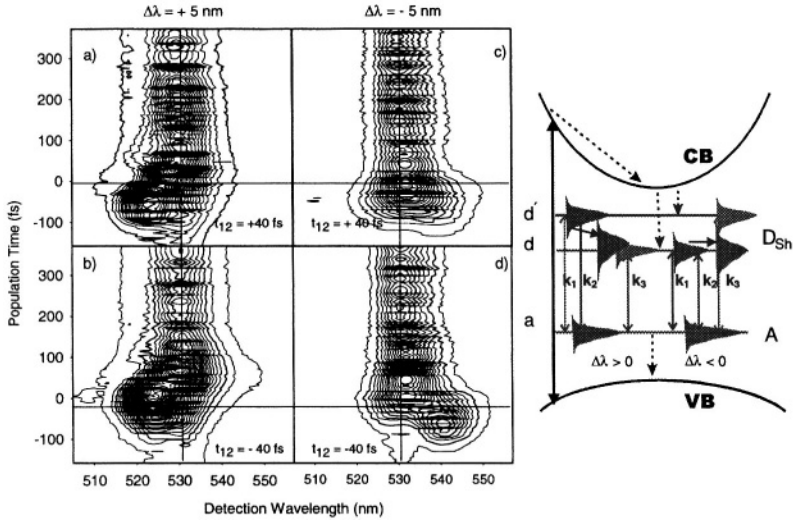 Δλ = + 5 nm
Δλ = - 5 nm
a)
c)
300
200
100
0
-100
t₁₂ = +40 fs
t₁₂ = + 40 fs
b)
d)
300
200
100
0
-100
t₁₂ = - 40 fs
t₁₂ = -40 fs
510 520 530 540 510 520 530 540 550
Population Time (fs)
Detection Wavelength (nm)
CB
d'
d
D_Sh
k₁ k₂ k₃ k₁ k₂ k₃
a
A
Δλ > 0
Δλ < 0
VB